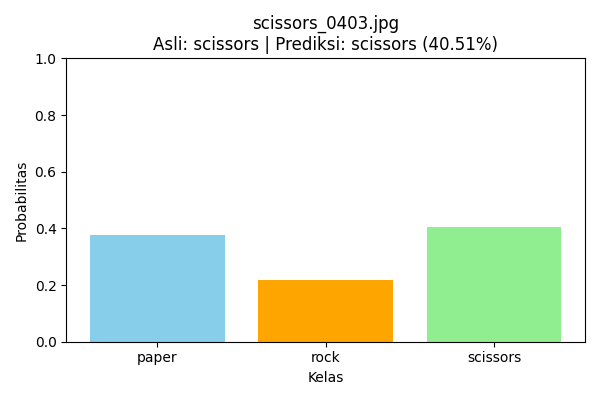 scissors_0403.jpg
Asli: scissors | Prediksi: scissors (40.51%)
1.0
0.8
0.6
0.4
0.2
0.0
Probabilitas
paper rock scissors
Kelas